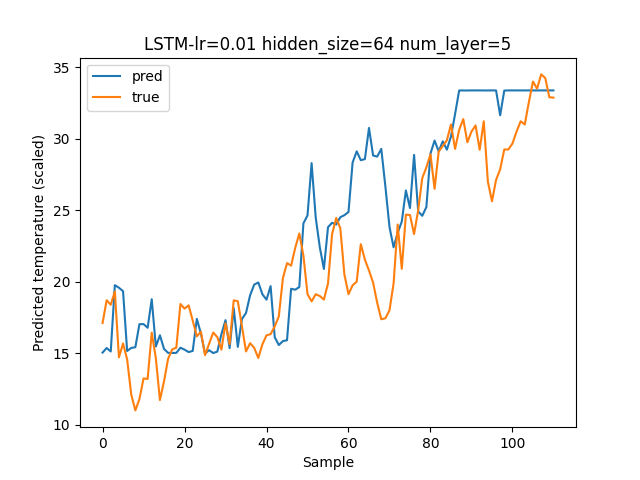 LSTM-lr=0.01 hidden_size=64 num_layer=5
pred
true
Predicted temperature (scaled)
35
30
25
20
15
10
0 20 40 60 80 100
Sample